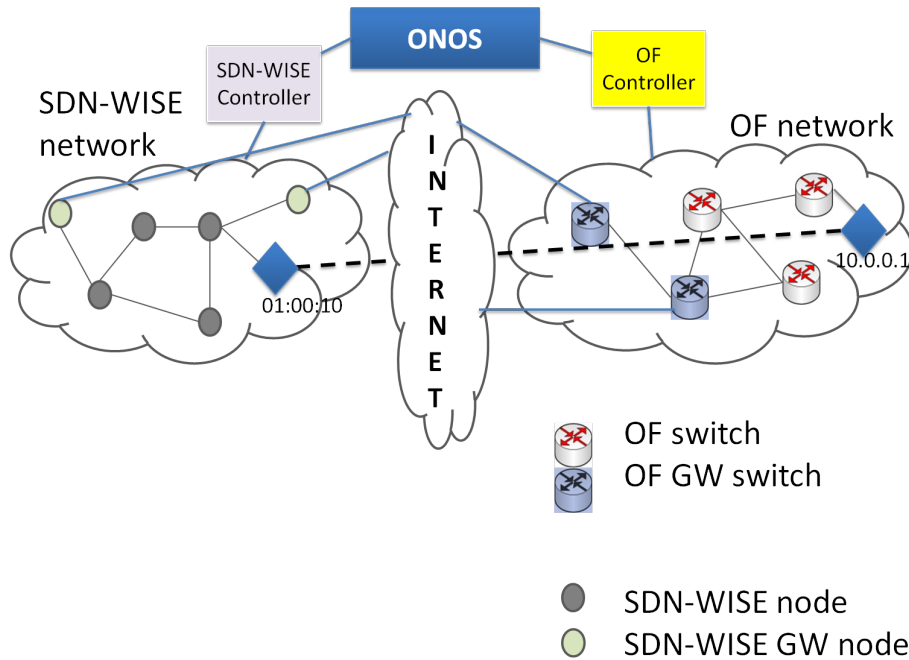 ONOS
SDN-WISE
Controller
OF
Controller
SDN-WISE
network
OF network
INTERNET
01:00:10
10.0.0.1
OF switch
OF GW switch
SDN-WISE node
SDN-WISE GW node